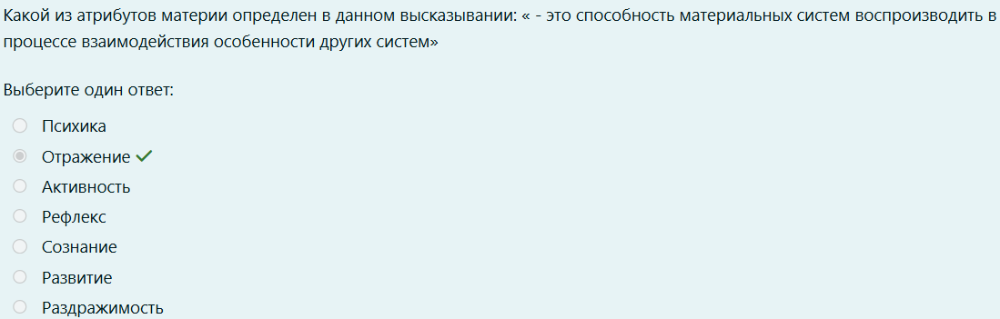 Какой из атрибутов материи определен в данном высказывании: « - это способность материальных систем воспроизводить в
процессе взаимодействия особенности других систем»
Выберите один ответ:
Психика
Отражение
Активность
Рефлекс
Сознание
Развитие
Раздражимость